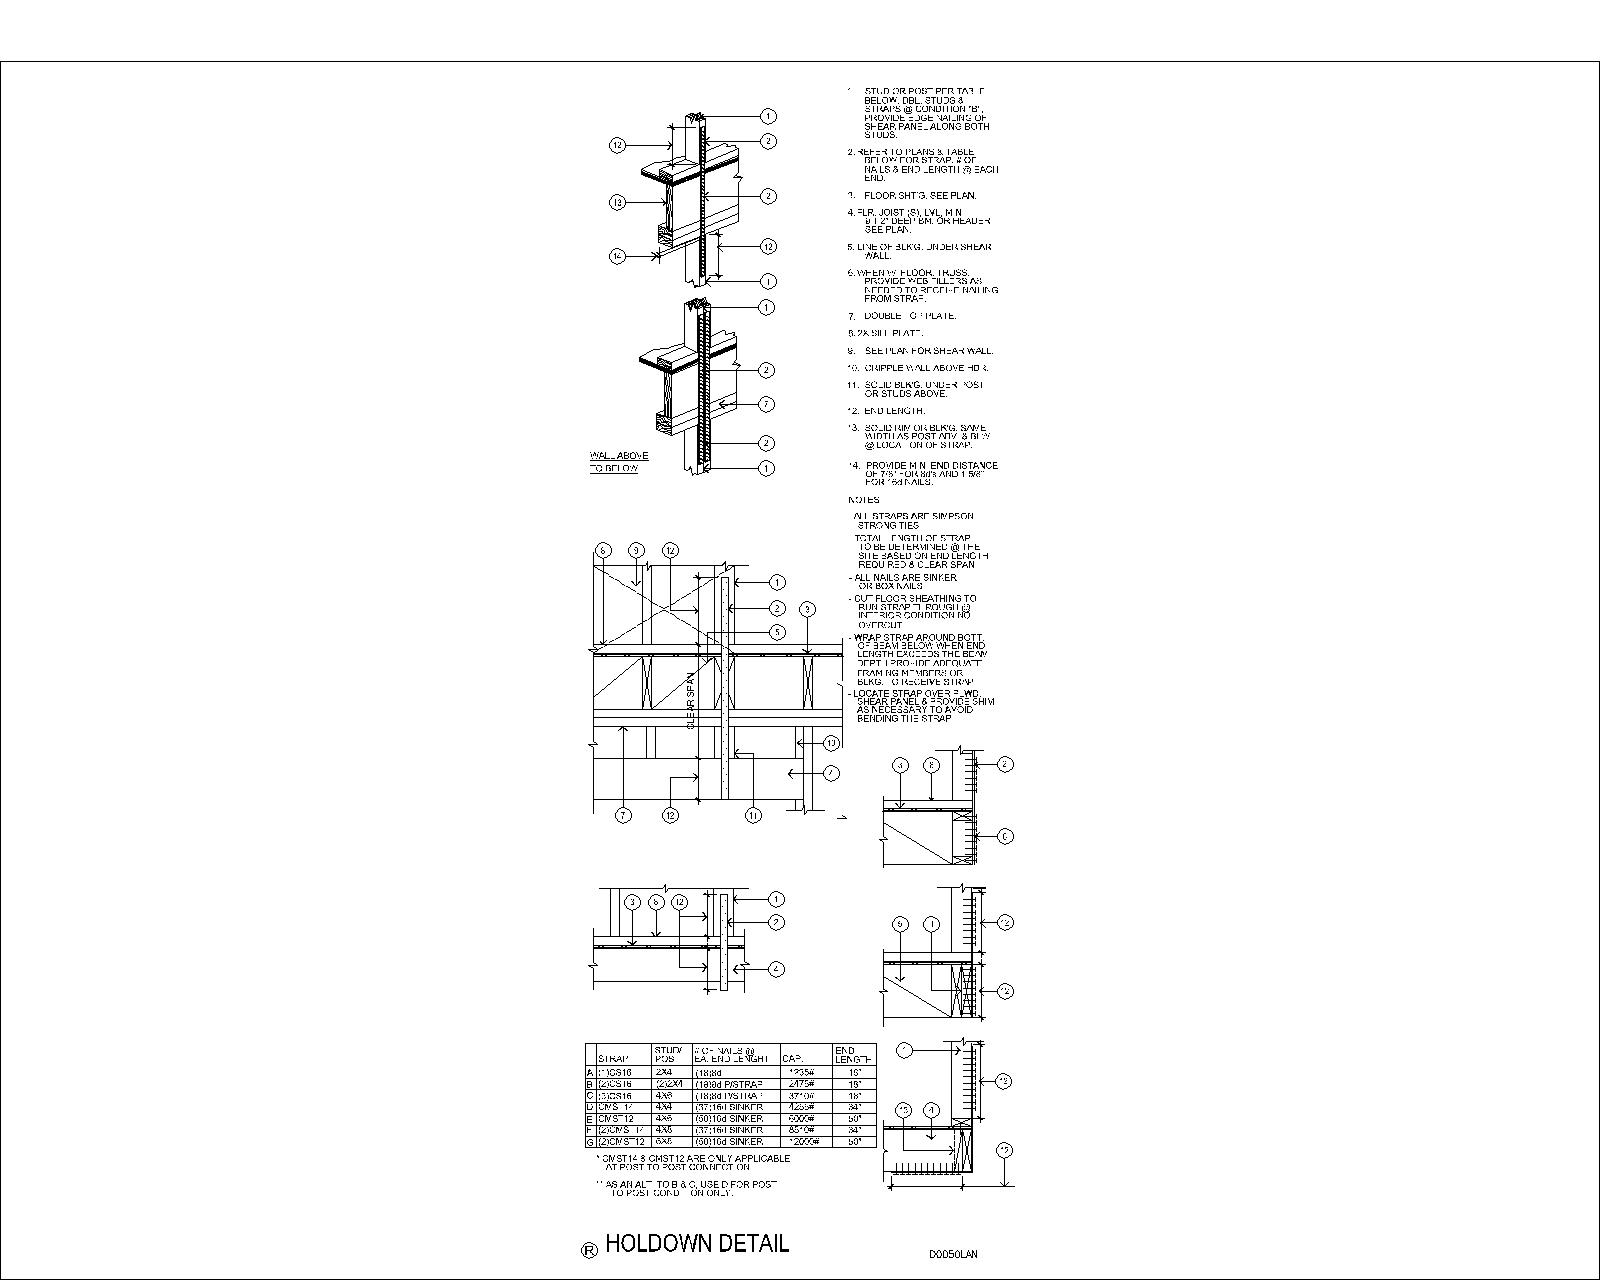 1. STUD OR POST PER TABLE
BELOW. DBL. STUDS &
STRAPS @ CONDITION "B",
PROVIDE EDGE NAILING OF
SHEAR PANEL ALONG BOTH
STUDS.
2. REFER TO PLANS & TABLE
BELOW FOR STRAP, # OF
NAILS & END LENGTH @ EACH
END.
3. FLOOR SHT'G. SEE PLAN.
4. FLR. JOIST (S), LVL, MIN
9 1/2" DEEP BM. OR HEADER
SEE PLAN.
5. LINE OF BLK'G. UNDER SHEAR
WALL.
6. WHEN W/ FLOOR. TRUSS.
PROVIDE WEB FILLERS AS
NEEDED TO RECEIVE NAILING
FROM STRAP.
7. DOUBLE TOP PLATE.
8. 2X SILL PLATE.
9. SEE PLAN FOR SHEAR WALL.
10. CRIPPLE WALL ABOVE HDR.
11. SOLID BLK'G. UNDER POST
OR STUDS ABOVE.
12. END LENGTH.
13. SOLID RIM OR BLK'G. SAME
WIDTH AS POST ABV. & BLW
@ LOCATION OF STRAP.
14. PROVIDE MIN. END DISTANCE
OF 7/8" FOR 8d's AND 1 5/8"
FOR 16d NAILS.
NOTES
ALL STRAPS ARE SIMPSON
STRONG TIES
TOTAL LENGTH OF STRAP
TO BE DETERMINED @ THE
SITE BASED ON END LENGTH
REQUIRED & CLEAR SPAN
- ALL NAILS ARE SINKER
OR BOX NAILS
- CUT FLOOR SHEATHING TO
RUN STRAP THROUGH @
INTERIOR CONDITION NO
OVERCUT
- WRAP STRAP AROUND BOTT.
OF BEAM BELOW WHEN END
LENGTH EXCEEDS THE BEAM
DEPTH PROVIDE ADEQUATE
FRAMING MEMBERS OR
BLKG. TO RECEIVE STRAP
- LOCATE STRAP OVER PLWD.
SHEAR PANEL & PROVIDE SHIM
AS NECESSARY TO AVOID
BENDING THE STRAP
1
2
12
2
13
12
14
1
1
2
7
2
1
WALL ABOVE
TO BELOW
8 9 12
1
2 3
5
CLEAR SPAN
10
7 12 11
3 8 2
6
3 8 12 1
2
4
12
12
12
4
12
STRAP STUD/ POST # OF NAILS @ EA. END LENGHT CAP. END LENGTH
A (1)CS16 2X4 (18)8d 1235# 18"
B (2)CS16 (2)2X4 (18)8d P/STRAP 2475# 18"
C (3)CS16 4X6 (18)8d P/STRAP 3710# 18"
D CMST14 4X4 (37)16d SINKER 4255# 34"
E CMST12 4X6 (50)16d SINKER 6000# 50"
F (2)CMST14 4X8 (37)16d SINKER 8510# 34"
G (2)CMST12 6X8 (50)16d SINKER 12000# 50"
* CMST14 & CMST12 ARE ONLY APPLICABLE
AT POST TO POST CONNECTION
** AS AN ALT. TO B & C, USE D FOR POST
TO POST CONDITION ONLY.
R HOLDOWN DETAIL
D0050LAN